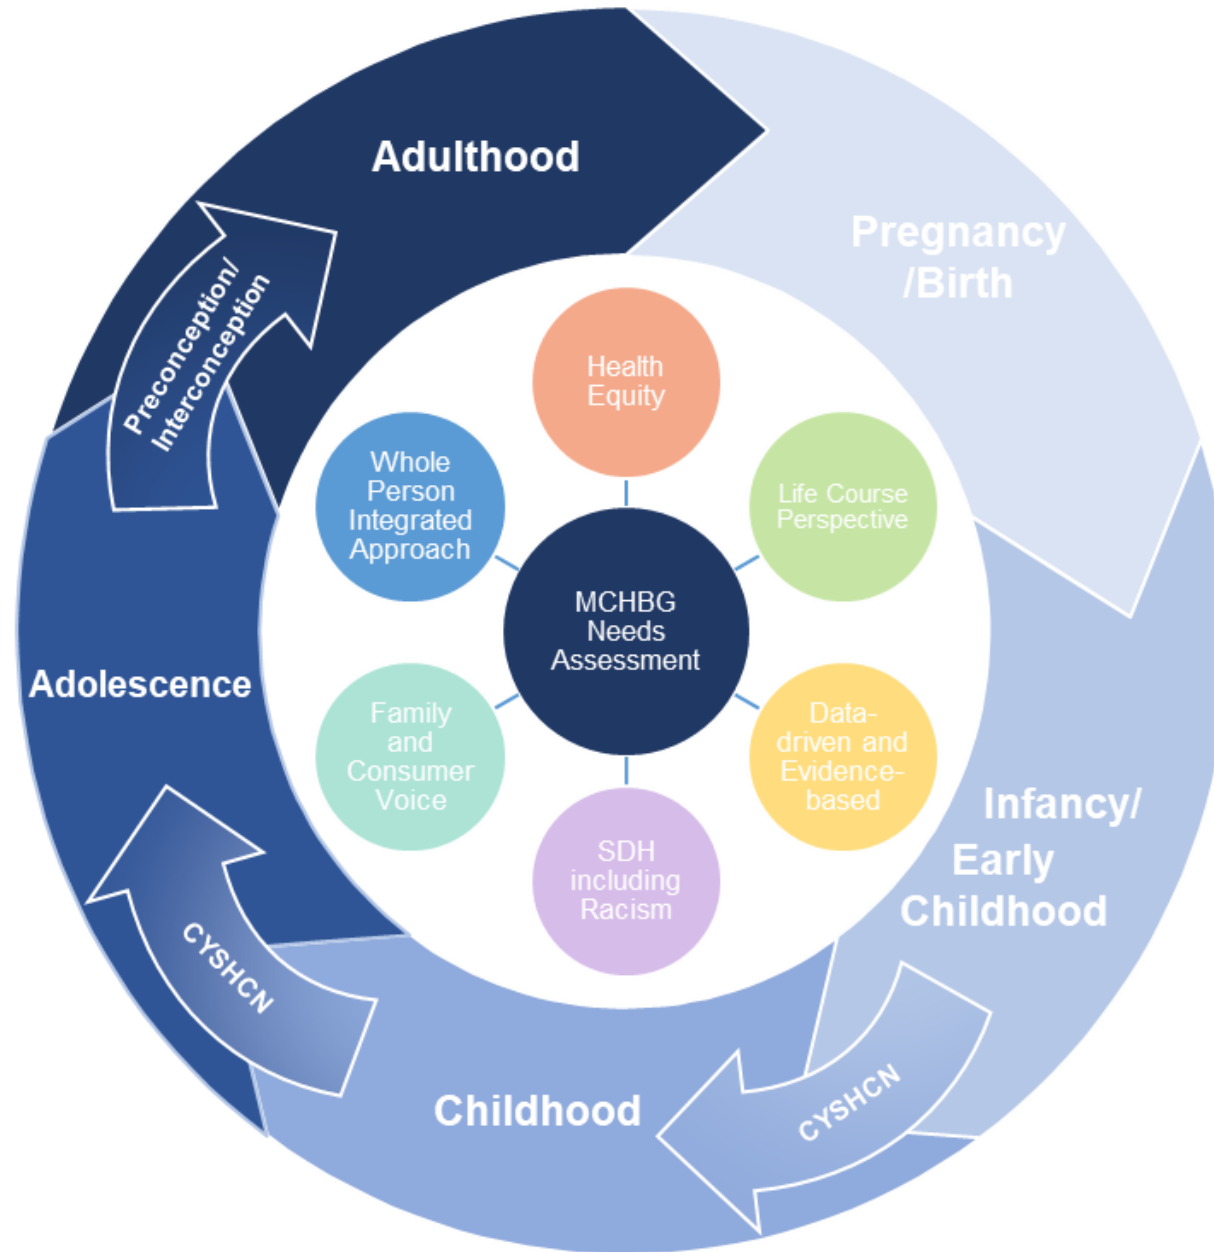 Adulthood
Pregnancy
/Birth
Preconception/
Interconception
Health
Equity
Whole
Person
Integrated
Approach
Life Course
Perspective
MCHBG
Needs
Assessment
Adolescence
Family
and
Consumer
Voice
Data-
driven and
Evidence-
based
SDH
including
Racism
Infancy/
Early
Childhood
CYSHCN
CYSHCN
Childhood